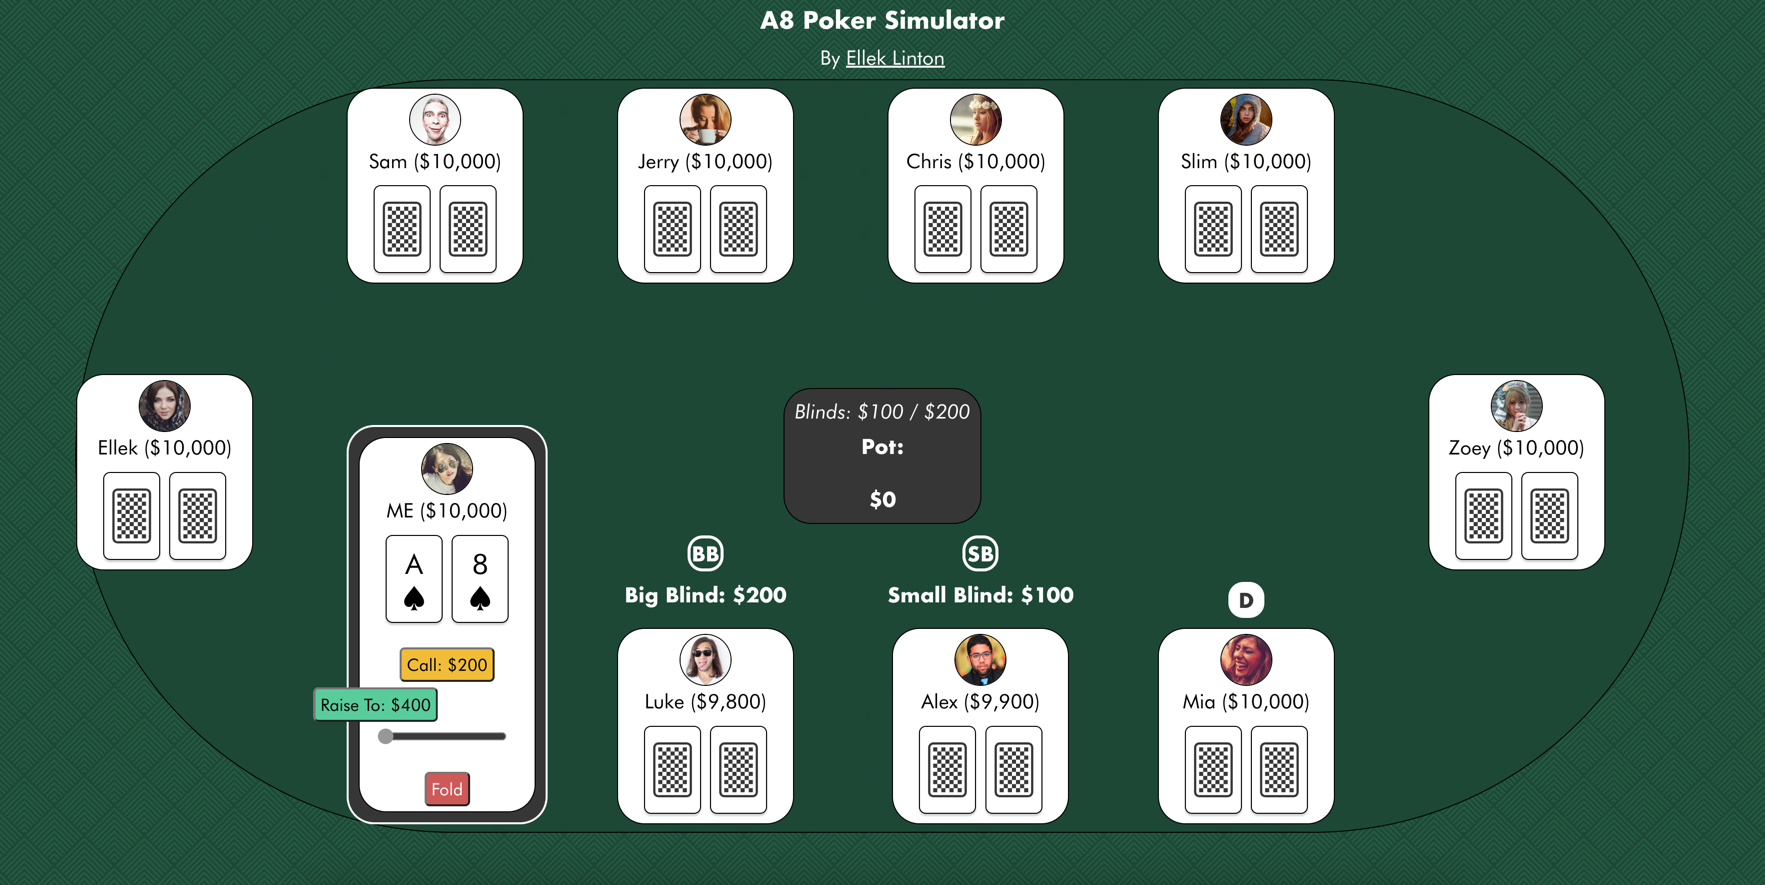 A8 Poker Simulator
By Ellek Linton
Sam ($10,000)
Jerry ($10,000)
Chris ($10,000)
Slim ($10,000)
Ellek ($10,000)
ME ($10,000)
A
8
Call: $200
Raise To: $400
Fold
Blinds: $100 / $200
Pot:
$0
Zoey ($10,000)
BB
Big Blind: $200
Luke ($9,800)
SB
Small Blind: $100
Alex ($9,900)
D
Mia ($10,000)